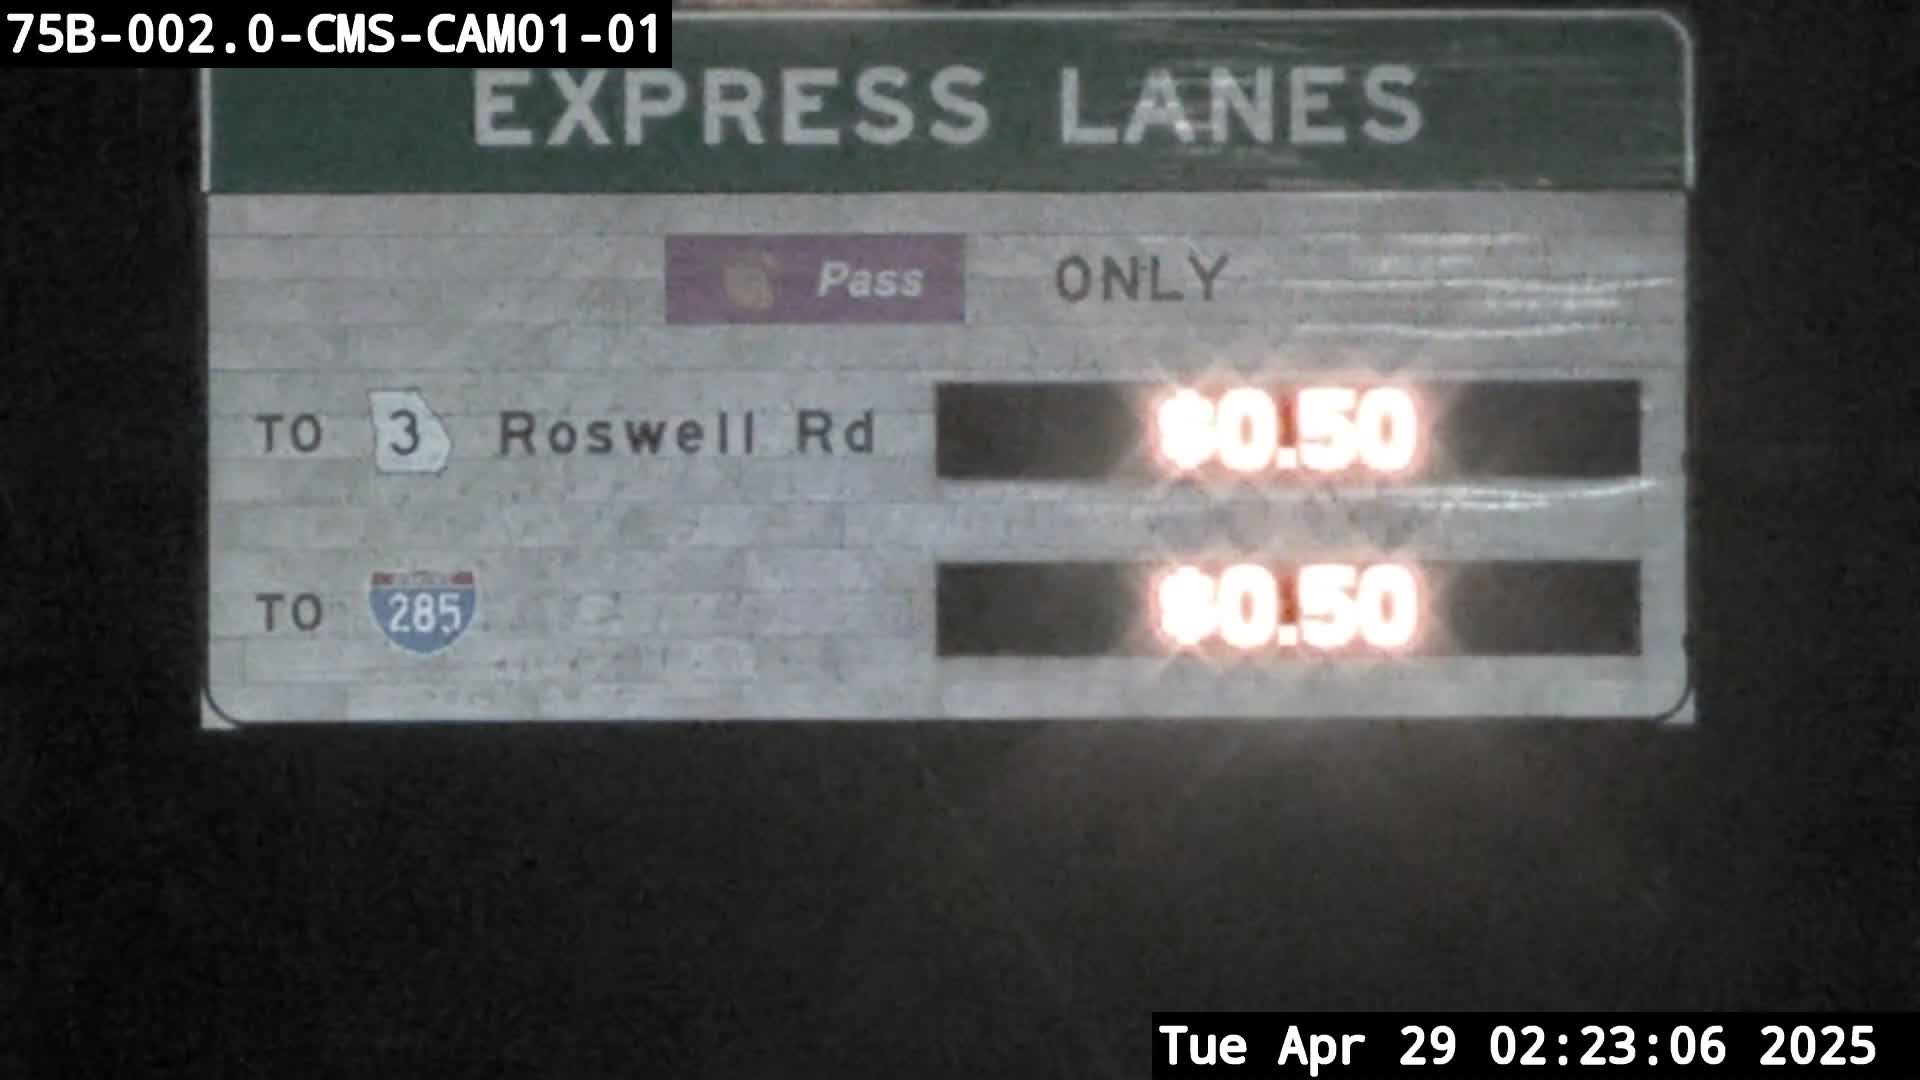 75B-002.0-CMS-CAM01-01
EXPRESS LANES
Pass ONLY
TO 3 Roswell Rd $0.50
TO 285 $0.50
Tue Apr 29 02:23:06 2025